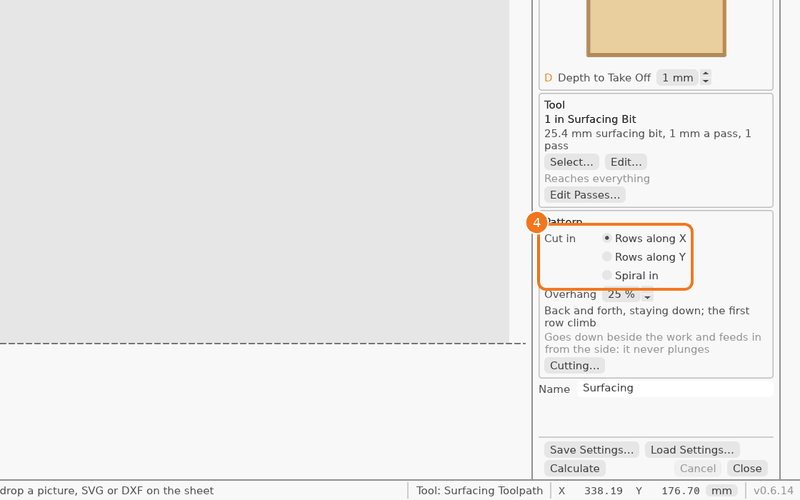 D Depth to Take Off 1 mm
Tool
1 in Surfacing Bit
25.4 mm surfacing bit, 1 mm a pass, 1
pass
Select... Edit...
Reaches everything
Edit Passes...
4 Pattern
Cut in Rows along X
Rows along Y
Spiral in
Overhang 25 %
Back and forth, staying down; the first
row climb
Goes down beside the work and feeds in
from the side: it never plunges
Cutting...
Name Surfacing
Save Settings... Load Settings...
Calculate Cancel Close
drop a picture, SVG or DXF on the sheet Tool: Surfacing Toolpath X 338.19 Y 176.70 mm v0.6.14